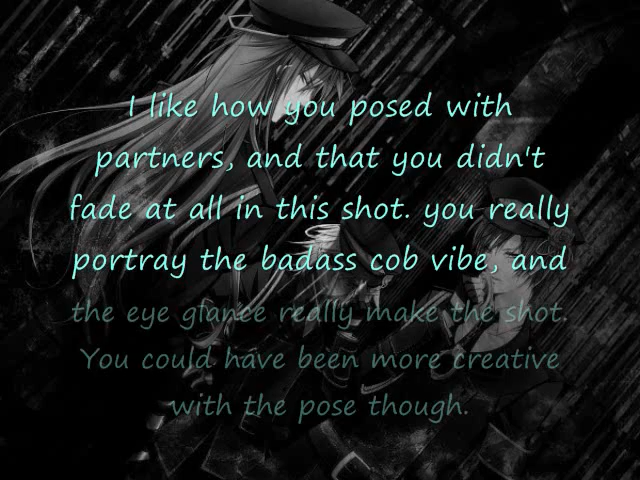 I like how you posed with
partners, and that you didn't
fade at all in this shot. you really
portray the badass cob vibe, and
the eye glance really make the shot.
You could have been more creative
with the pose though.